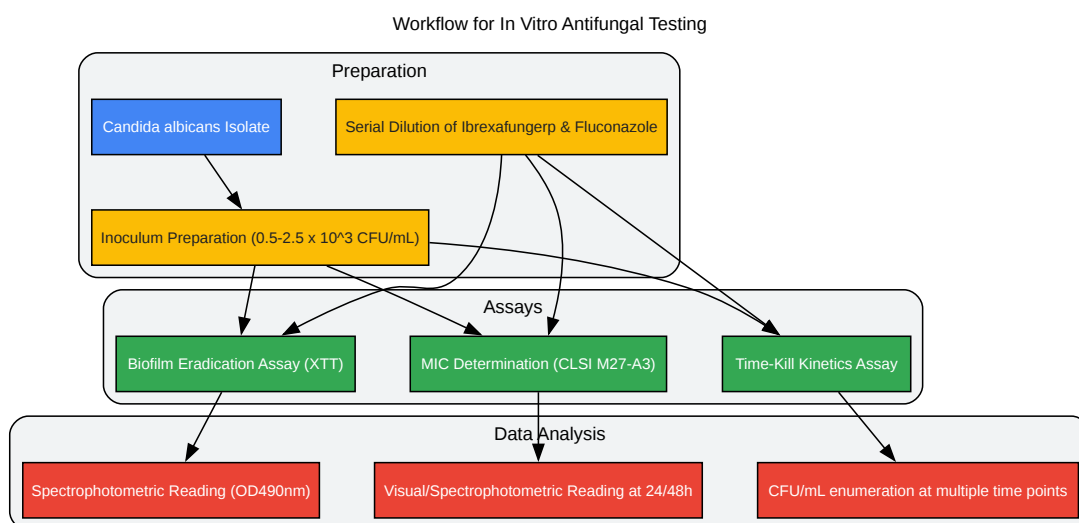 Workflow for In Vitro Antifungal Testing
Preparation
Candida albicans Isolate
Serial Dilution of Ibrexafungerp & Fluconazole
Inoculum Preparation (0.5-2.5 x 10^3 CFU/mL)
Assays
Biofilm Eradication Assay (XTT)
MIC Determination (CLSI M27-A3)
Time-Kill Kinetics Assay
Data Analysis
Spectrophotometric Reading (OD490nm)
Visual/Spectrophotometric Reading at 24/48h
CFU/mL enumeration at multiple time points